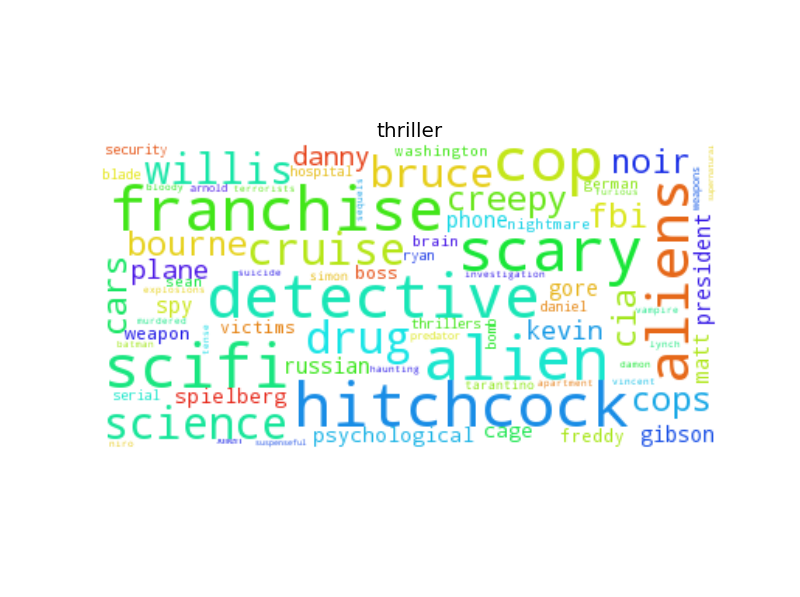 thriller
security
blade
willis
danny
hospital
washington
bruce
cop
noir
supernatural
bloody
arnold
terrorists
sequels
franchise
creepy
german
furious
weapons
phone
nightmare
fbi
aliens
president
bourne
cruise
brain
ryan
scary
cars
plane
sean
suicide
simon
boss
investigation
gore
explosions
spy
detective
daniel
cia
vampire
murdered
weapon
tense
victims
drug
thrillers
predator
bomb
kevin
batman
lynch
matt
scifi
russian
haunting
alien
damon
serial
spielberg
hitchcock
tarantino
apartment
vincent
cops
science
psychological
cage
freddy
gibson
niro
suspenseful